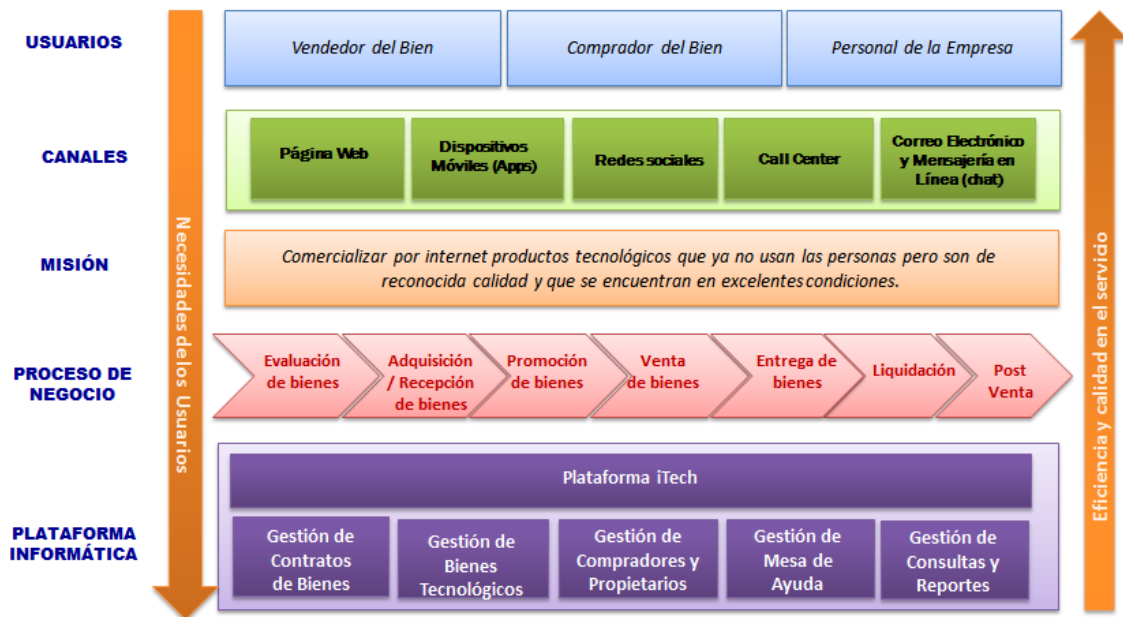 USUARIOS
Vendedor del Bien
Comprador del Bien
Personal de la Empresa
CANALES
Página Web
Dispositivos
Móviles (Apps)
Redes sociales
Call Center
Correo Electrónico
y Mensajería en
Línea (chat)
MISIÓN
Comercializar por internet productos tecnológicos que ya no usan las personas pero son de
reconocida calidad y que se encuentran en excelentes condiciones.
PROCESO DE
NEGOCIO
Evaluación
de bienes
Adquisición
/ Recepción
de bienes
Promoción
de bienes
Venta
de bienes
Entrega de
bienes
Liquidación
Post
Venta
PLATAFORMA
INFORMÁTICA
Plataforma iTech
Gestión de
Contratos
de Bienes
Gestión de
Bienes
Tecnológicos
Gestión de
Compradores y
Propietarios
Gestión de
Mesa de
Ayuda
Gestión de
Consultas y
Reportes
Necesidades de los Usuarios
Eficiencia y calidad en el servicio